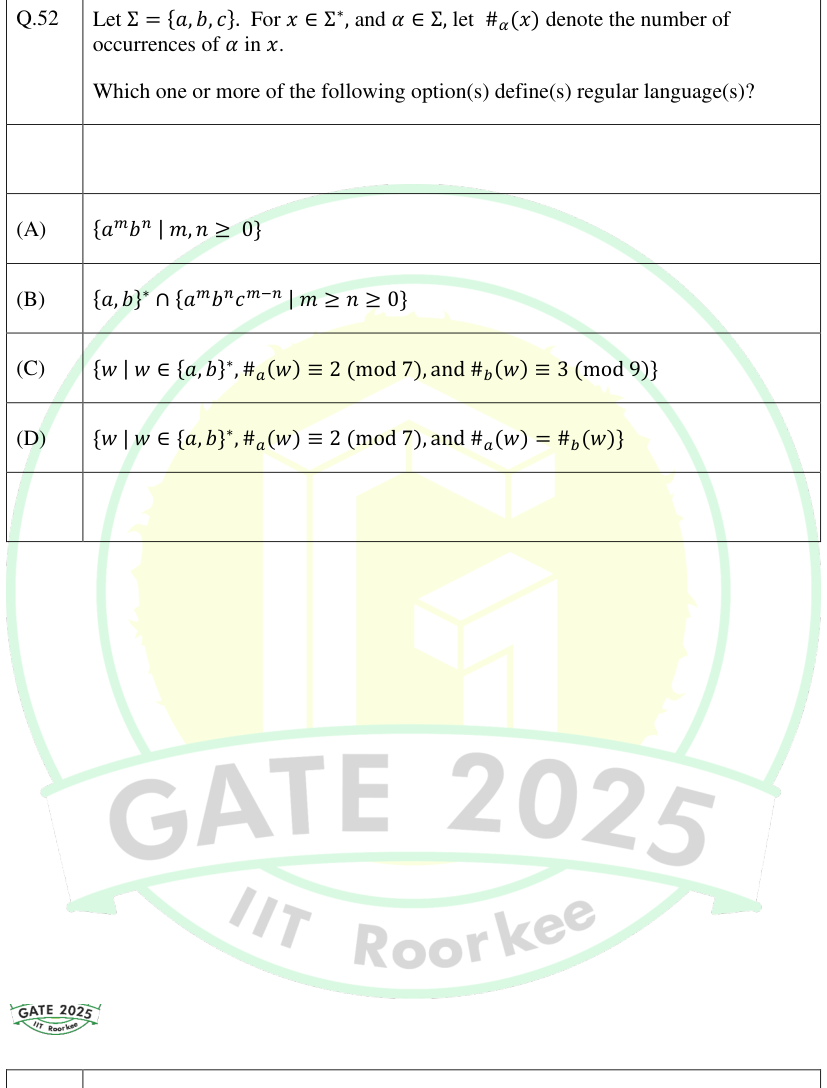 Q.52 Let Σ = {a, b, c}. For x ∈ Σ*, and α ∈ Σ, let #α(x) denote the number of
occurrences of α in x.
Which one or more of the following option(s) define(s) regular language(s)?
(A) {aᵐbⁿ | m, n ≥ 0}
(B) {a, b}* ∩ {aᵐbⁿcᵐ⁻ⁿ | m ≥ n ≥ 0}
(C) {w | w ∈ {a, b}*, #a(w) ≡ 2 (mod 7), and #b(w) ≡ 3 (mod 9)}
(D) {w | w ∈ {a, b}*, #a(w) ≡ 2 (mod 7), and #a(w) = #b(w)}
GATE 2025
IIT Roorkee
GATE 2025
IIT Roorkee